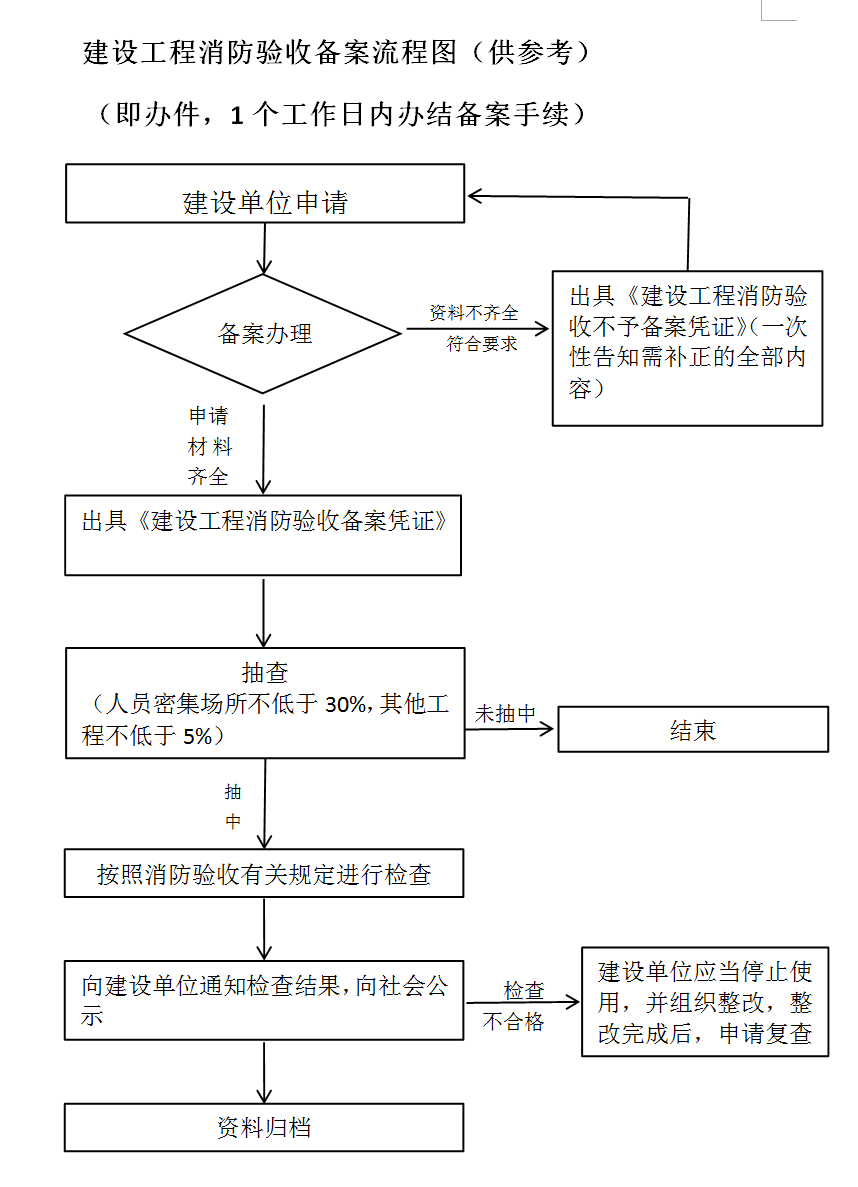 建设工程消防验收备案流程图（供参考）
（即办件，1个工作日内办结备案手续）
建设单位申请
备案办理
资料不齐全
符合要求
出具《建设工程消防验
收不予备案凭证》（一次
性告知需补正的全部内
容）
申请
材料
齐全
出具《建设工程消防验收备案凭证》
抽查
（人员密集场所不低于30%，其他工
程不低于5%）
未抽中
结束
抽
中
按照消防验收有关规定进行检查
向建设单位通知检查结果，向社会公
示
检查
不合格
建设单位应当停止使
用，并组织整改，整
改完成后，申请复查
资料归档